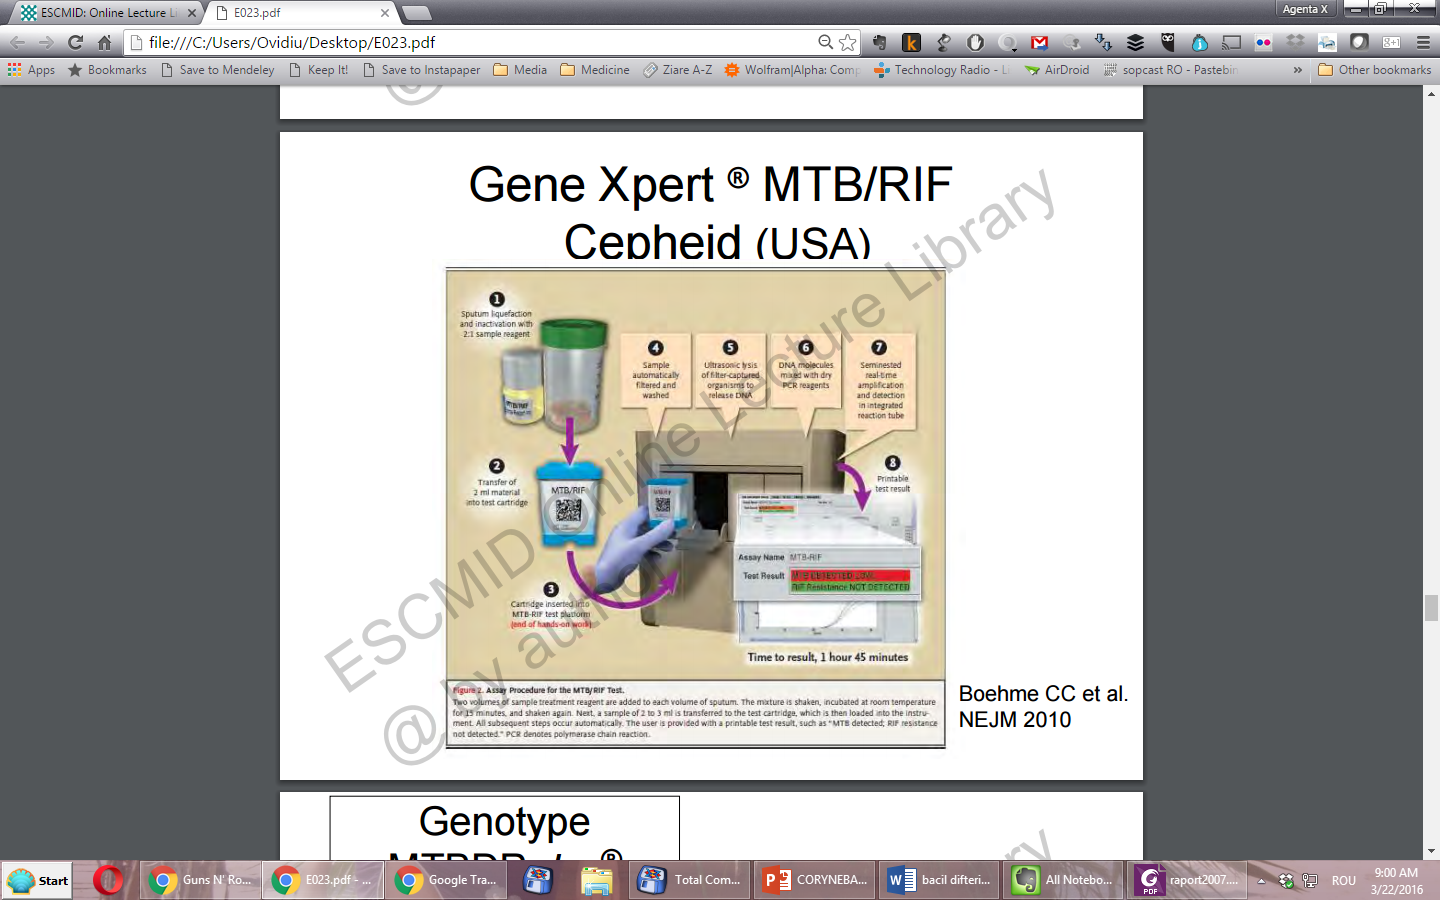 ESCMID: Online Lecture Li
E023.pdf
Agenta X
file:///C:/Users/Ovidiu/Desktop/E023.pdf
Apps
Bookmarks
Save to Mendeley
Keep It!
Save to Instapaper
Media
Medicine
Ziare A-Z
Wolfram|Alpha: Comp
Technology Radio - Li
AirDroid
sopcast RO - Pastebin
»
Other bookmarks
Gene Xpert ® MTB/RIF
Cepheid (USA)
1
Sputum liquefaction
and inactivation with
2:1 sample reagent
MTB/RIF
4
Sample
automatically
filtered and
washed
5
Ultrasonic lysis
of filter-captured
organisms to
release DNA
6
DNA molecules
mixed with dry
PCR reagents
7
Seminested
real-time
amplification
and detection
in integrated
reaction tube
2
Transfer of
2 ml material
into test cartridge
MTB/RIF
8
Printable
test result
3
Cartridge inserted into
MTB-RIF test platform
(end of hands-on work)
Assay Name MTB-RIF
Test Result MTB DETECTED LOW
RIF Resistance NOT DETECTED
Time to result, 1 hour 45 minutes
Figure 2. Assay Procedure for the MTB/RIF Test.
Two volumes of sample treatment reagent are added to each volume of sputum. The mixture is shaken, incubated at room temperature
for 15 minutes, and shaken again. Next, a sample of 2 to 3 ml is transferred to the test cartridge, which is then loaded into the instru-
ment. All subsequent steps occur automatically. The user is provided with a printable test result, such as "MTB detected; RIF resistance
not detected." PCR denotes polymerase chain reaction.
Boehme CC et al.
NEJM 2010
ESCMID Online Lecture Library
@ by author
Genotype
Start
Guns N' Ro...
E023.pdf - ...
Google Tra...
Total Com...
CORYNEBA...
bacil difteri...
All Notebo...
raport2007....
ROU
9:00 AM
3/22/2016